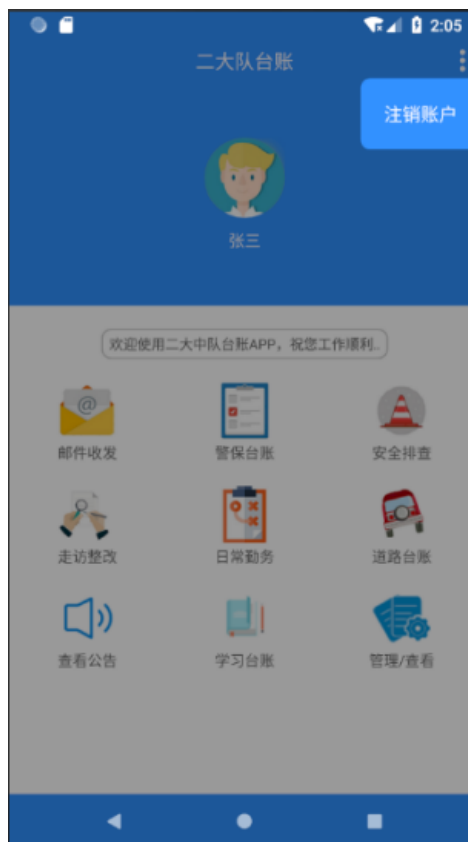 2:05
二大队台账
注销账户
张三
欢迎使用二大中队台账APP，祝您工作顺利..
@
邮件收发
警保台账
安全排查
走访整改
日常勤务
道路台账
查看公告
学习台账
管理/查看